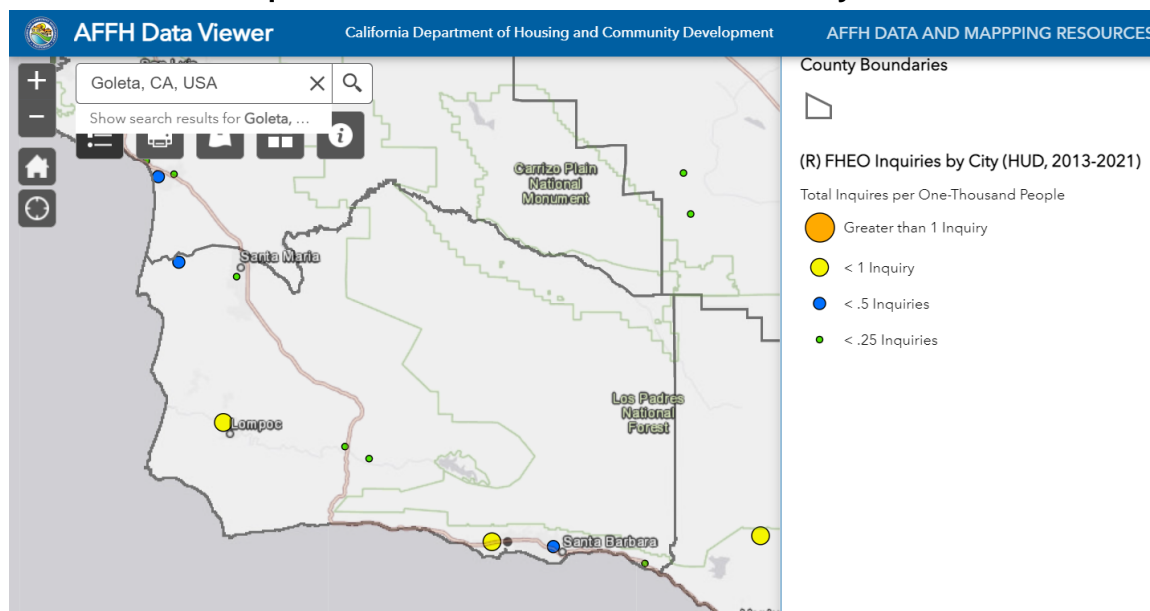 AFFH Data Viewer
California Department of Housing and Community Development
AFFH DATA AND MAPPPING RESOURCES
Goleta, CA, USA
Show search results for Goleta, ...
Carrizo Plain
National
Monument
Santa Maria
Lompoc
Los Padres
National
Forest
Santa Barbara
County Boundaries
(R) FHEO Inquiries by City (HUD, 2013-2021)
Total Inquires per One-Thousand People
Greater than 1 Inquiry
< 1 Inquiry
< .5 Inquiries
< .25 Inquiries